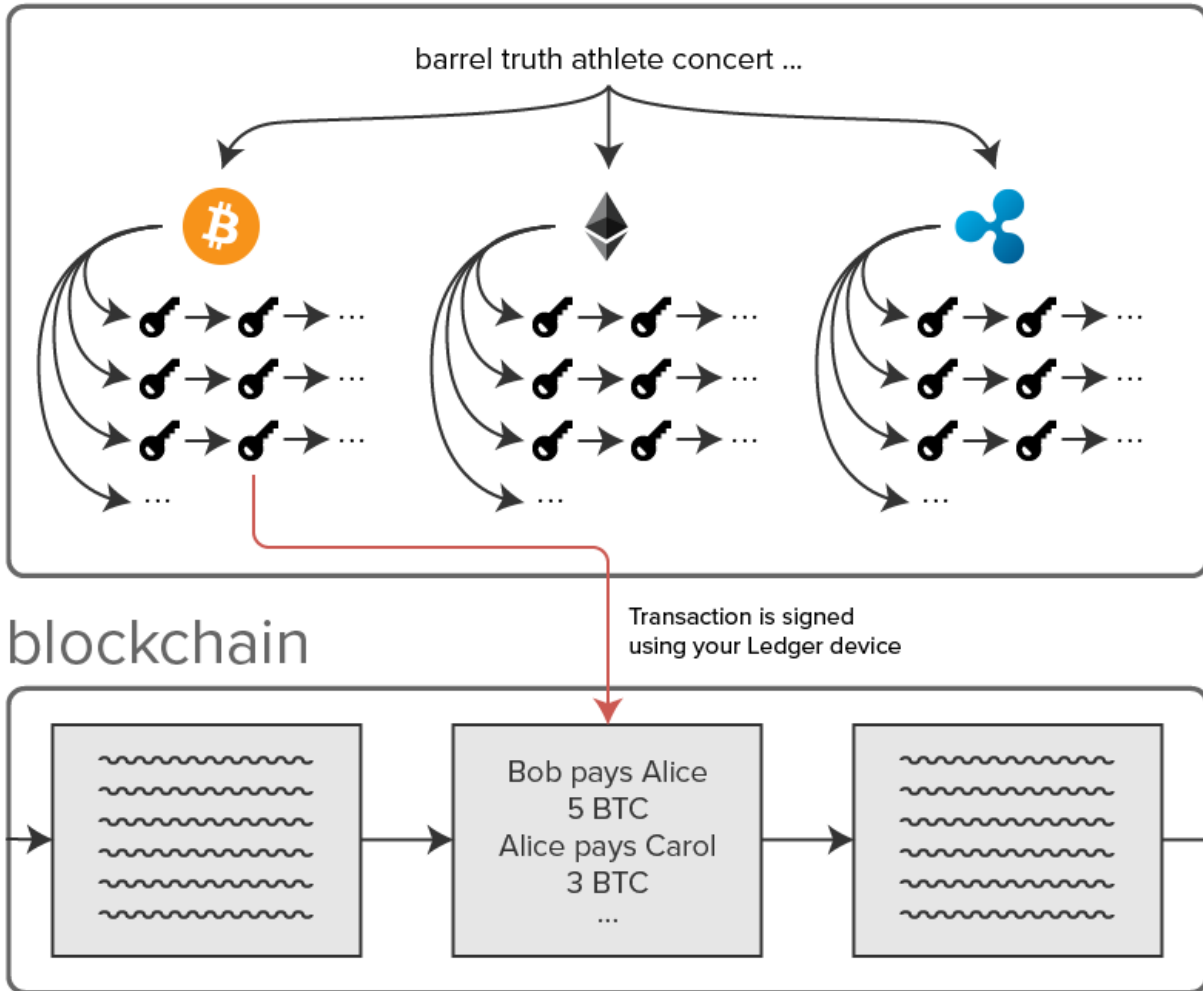 barrel truth athlete concert ...
...
...
...
...
...
...
...
...
...
...
...
...
Transaction is signed
using your Ledger device
blockchain
Bob pays Alice
5 BTC
Alice pays Carol
3 BTC
...